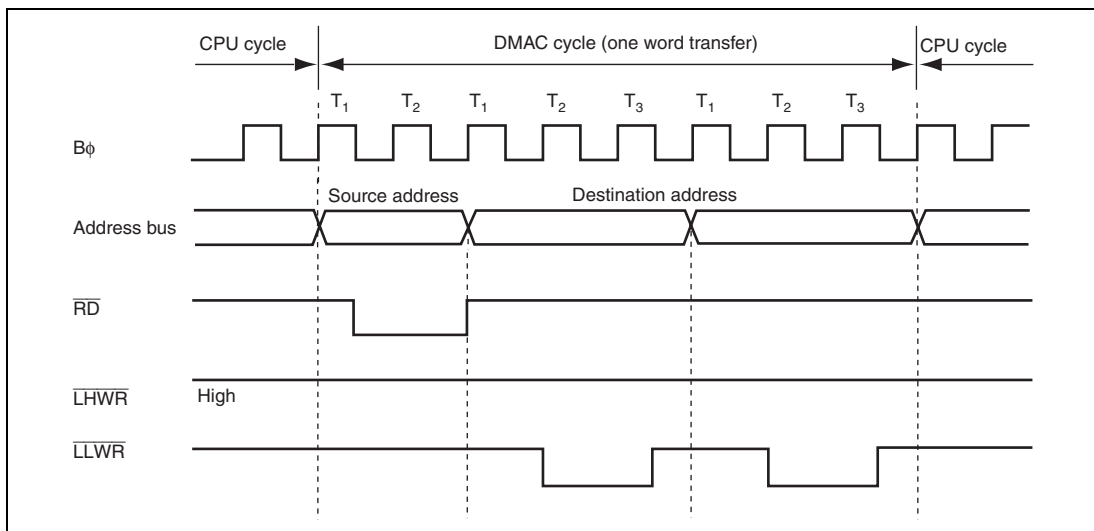 CPU cycle DMAC cycle (one word transfer) CPU cycle
T1 T2 T1 T2 T3 T1 T2 T3
Bϕ
Source address Destination address
Address bus
RD
LHWR High
LLWR